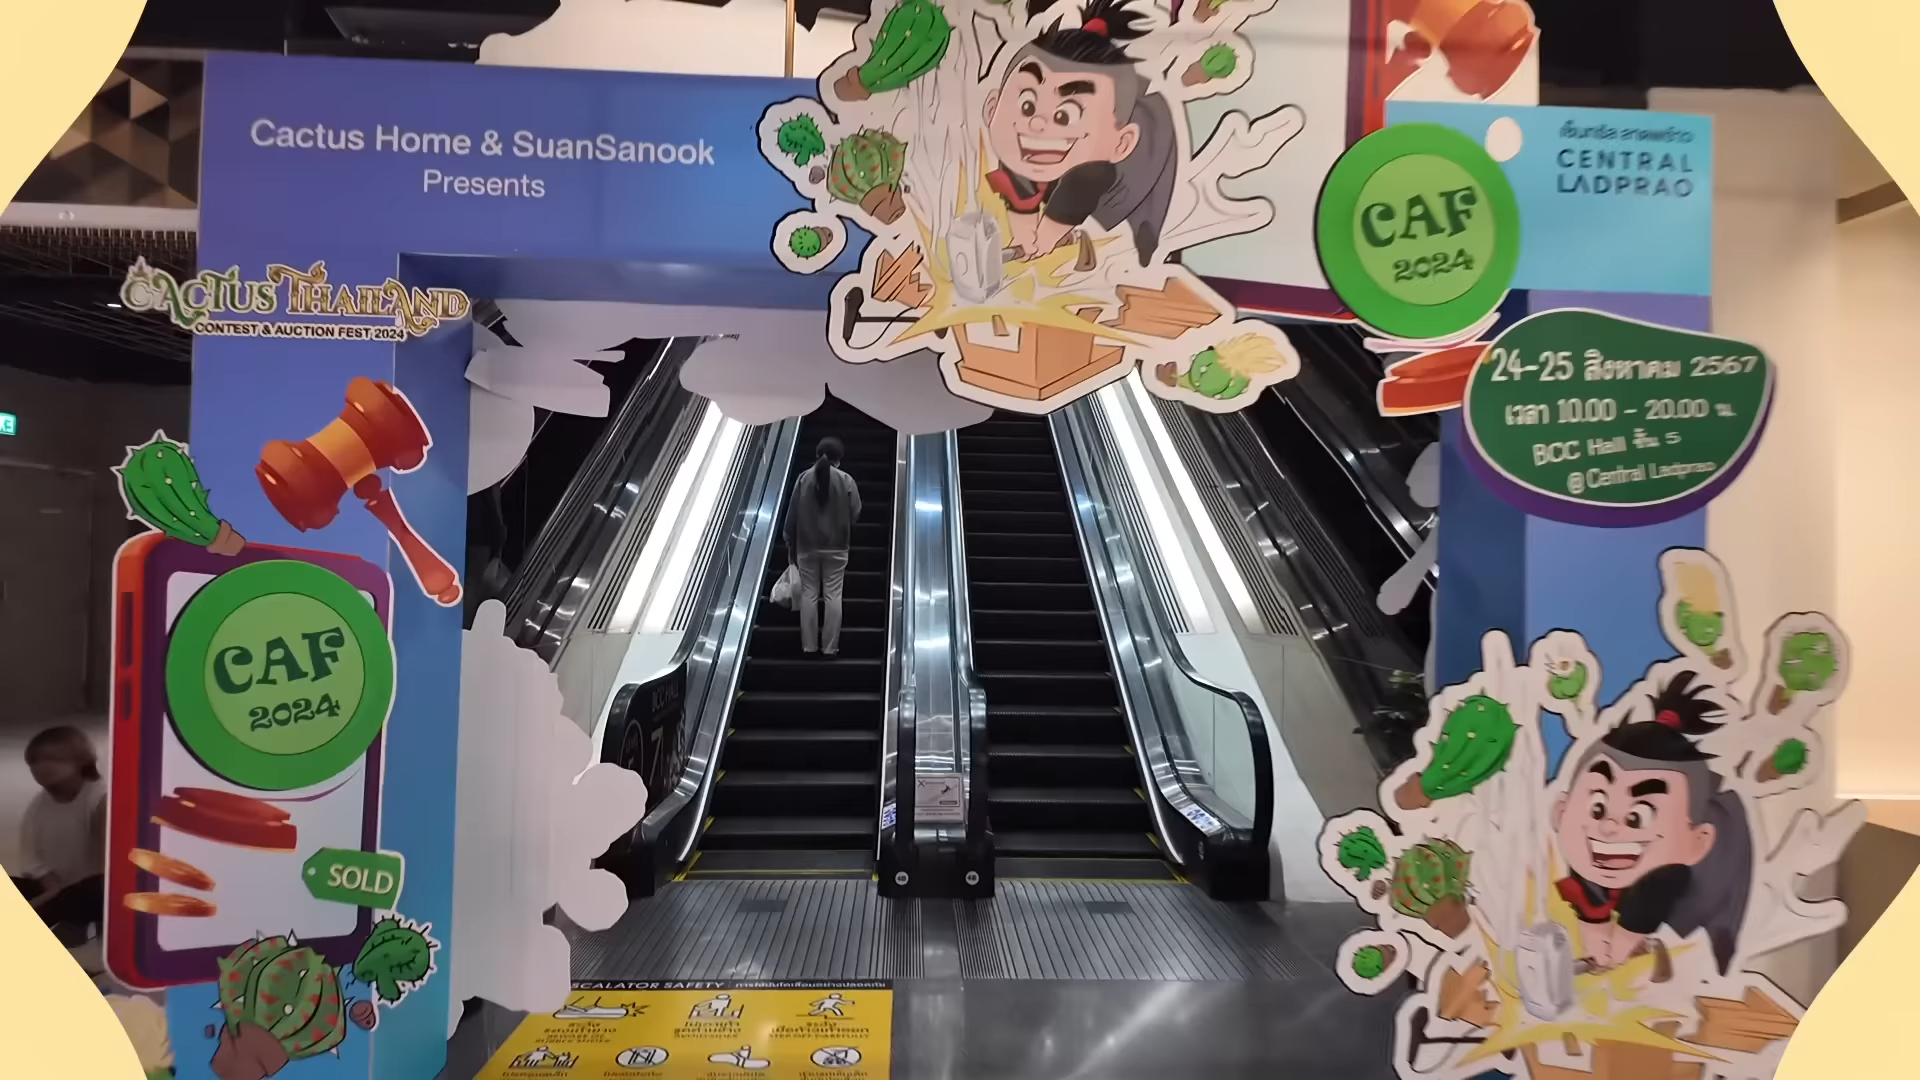 Cactus Home & SuanSanook
Presents
เซ็นทรัล ลาดพร้าว
CENTRAL
LADPRAO
CAF
2024
CACTUS THAILAND
CONTEST & AUCTION FEST 2024
24-25 สิงหาคม 2567
เวลา 10.00 - 20.00 น.
BCC Hall ชั้น 5
@Central Ladprao
CAF
2024
SOLD
BCC HALL
7
ESCALATOR SAFETY